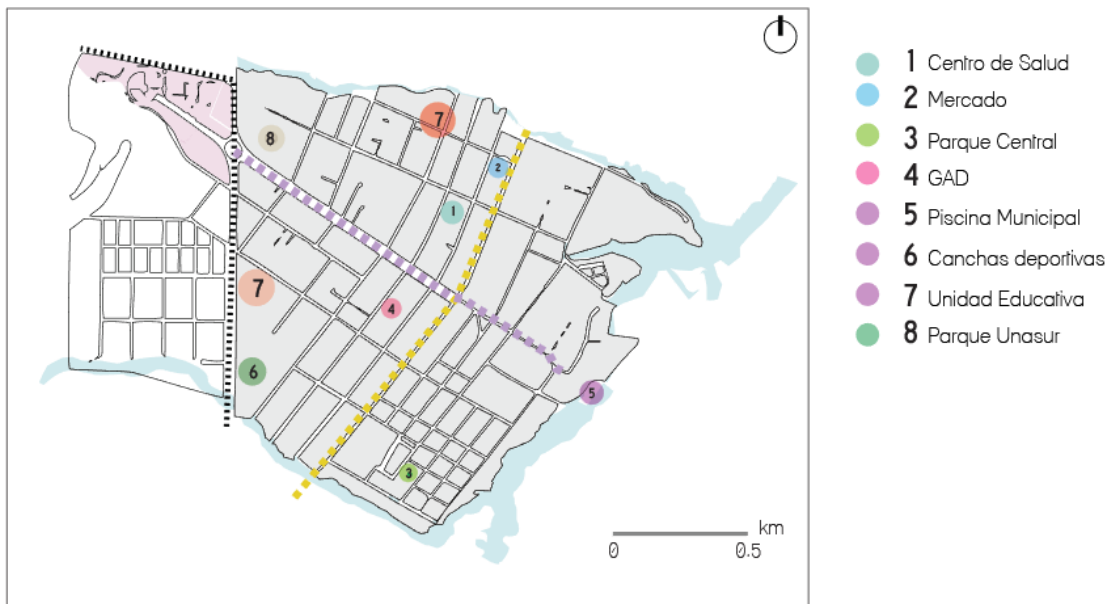 7
8
2
1
7
4
6
5
3
km
0 0.5
1 Centro de Salud
2 Mercado
3 Parque Central
4 GAD
5 Piscina Municipal
6 Canchas deportivas
7 Unidad Educativa
8 Parque Unasur